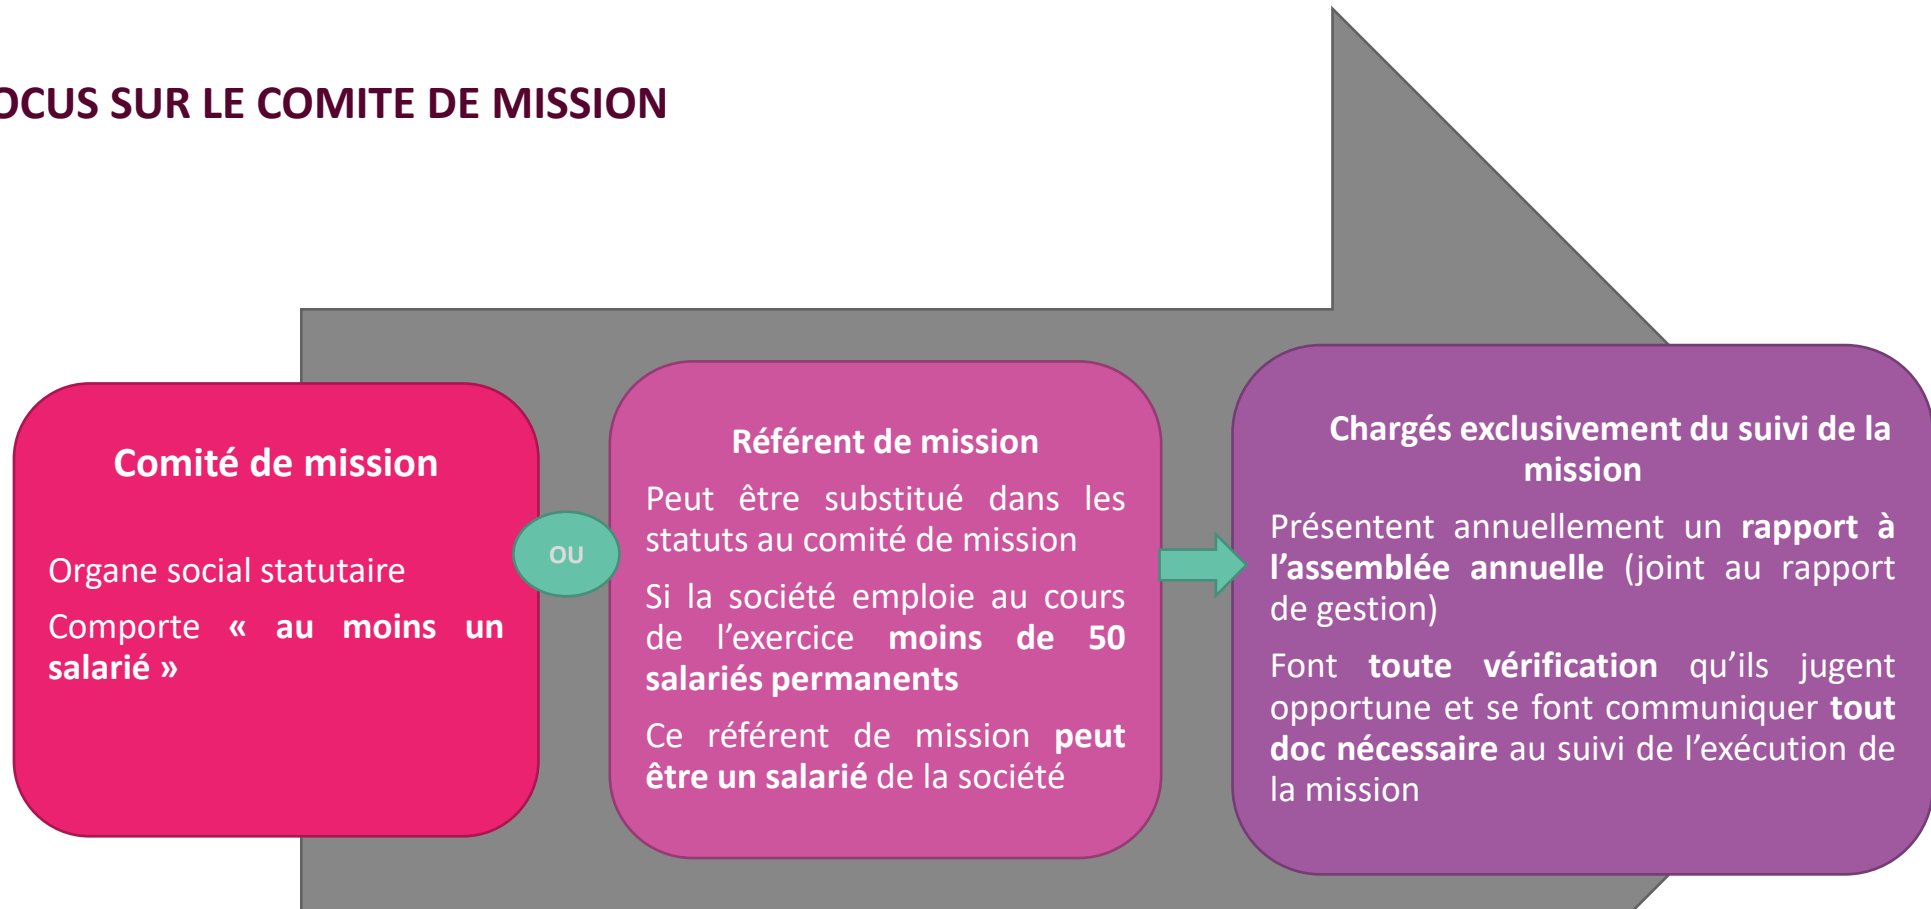 OCUS SUR LE COMITE DE MISSION
Comité de mission
Organe social statutaire
Comporte « au moins un
salarié »
OU
Référent de mission
Peut être substitué dans les
statuts au comité de mission
Si la société emploie au cours
de l’exercice moins de 50
salariés permanents
Ce référent de mission peut
être un salarié de la société
Chargés exclusivement du suivi de la
mission
Présentent annuellement un rapport à
l’assemblée annuelle (joint au rapport
de gestion)
Font toute vérification qu’ils jugent
opportune et se font communiquer tout
doc nécessaire au suivi de l’exécution de
la mission